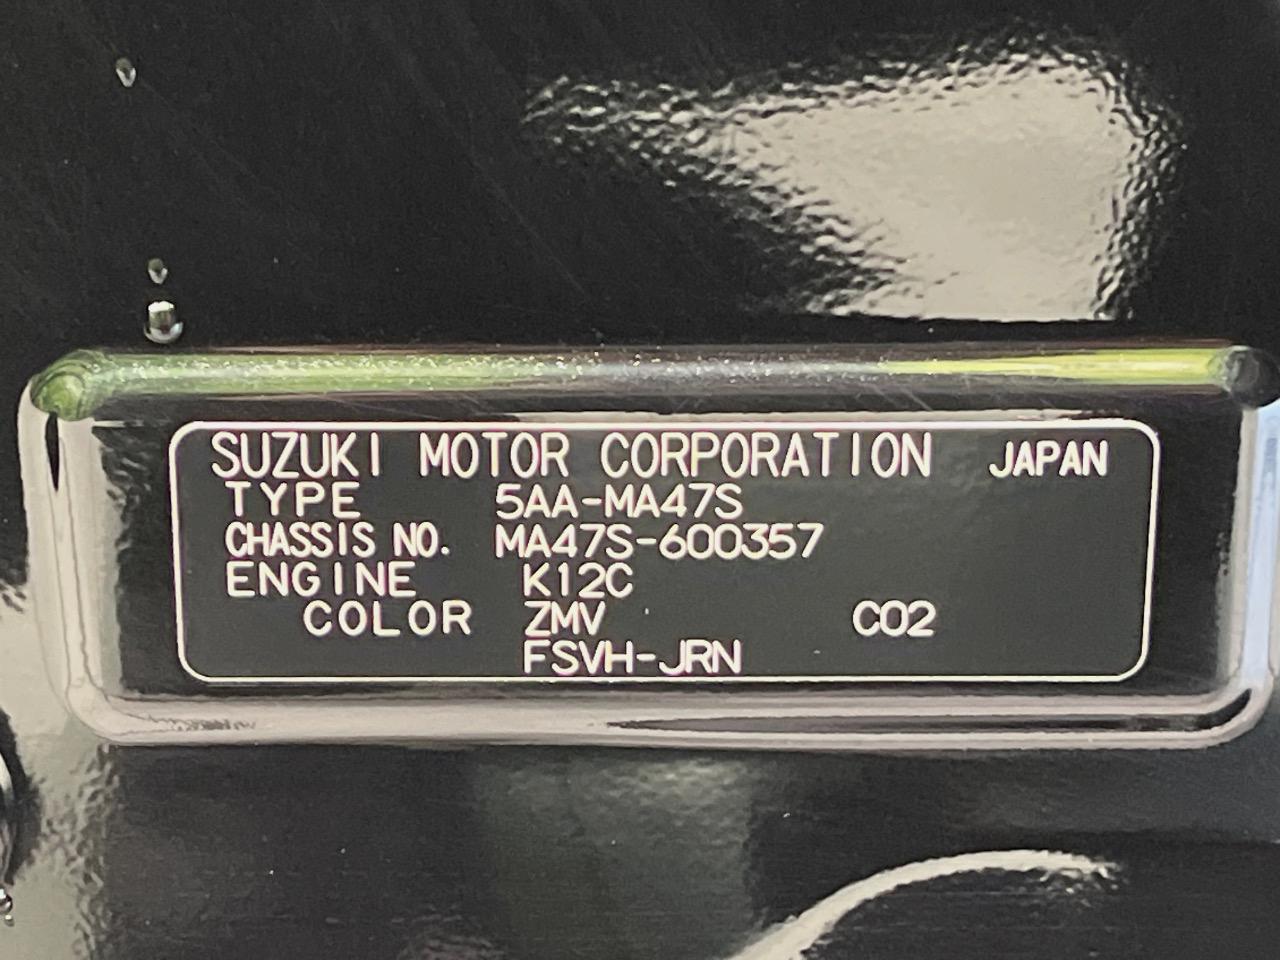 SUZUKI MOTOR CORPORATION JAPAN
TYPE 5AA-MA47S
CHASSIS NO. MA47S-600357
ENGINE K12C
COLOR ZMV C02
FSVH-JRN